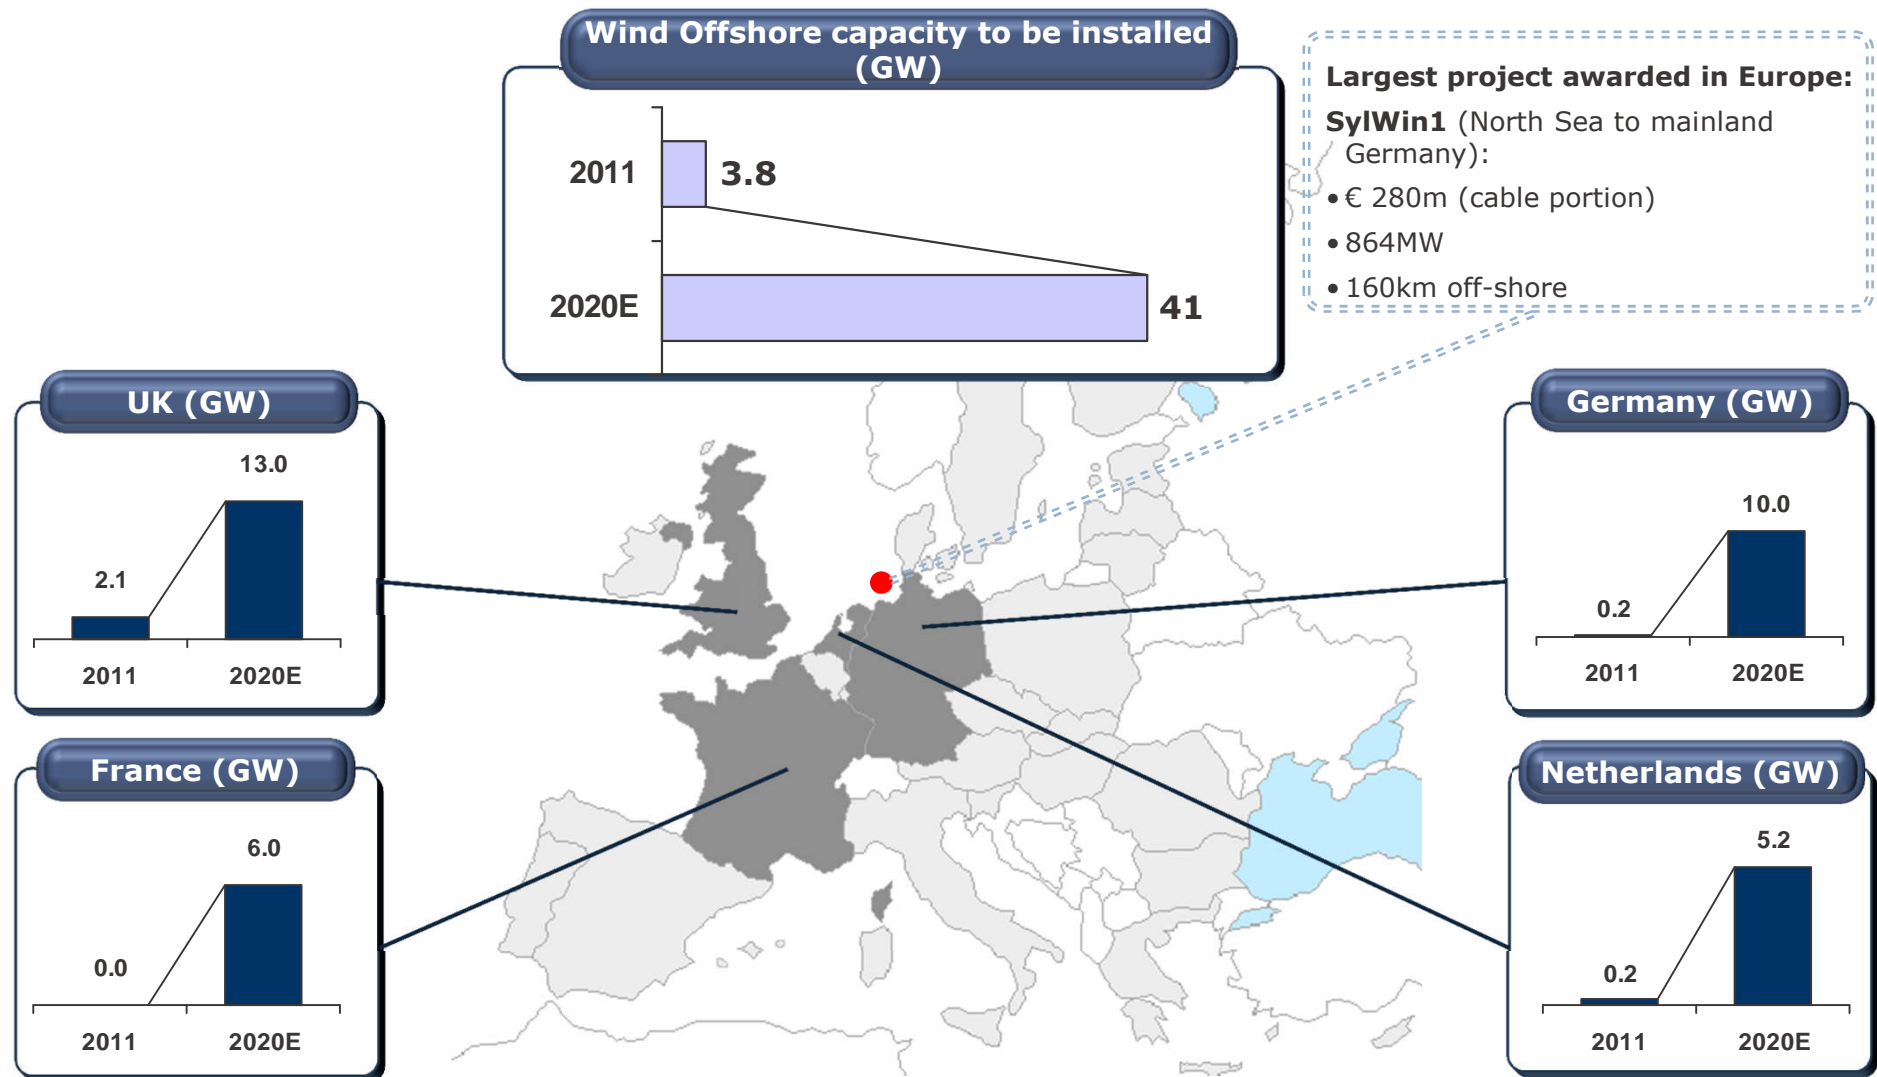 Wind Offshore capacity to be installed
(GW)
2011
3.8
2020E
41
Largest project awarded in Europe:
SylWin1 (North Sea to mainland
Germany):
• € 280m (cable portion)
• 864MW
• 160km off-shore
UK (GW)
13.0
2.1
2011 2020E
Germany (GW)
10.0
0.2
2011 2020E
France (GW)
6.0
0.0
2011 2020E
Netherlands (GW)
5.2
0.2
2011 2020E